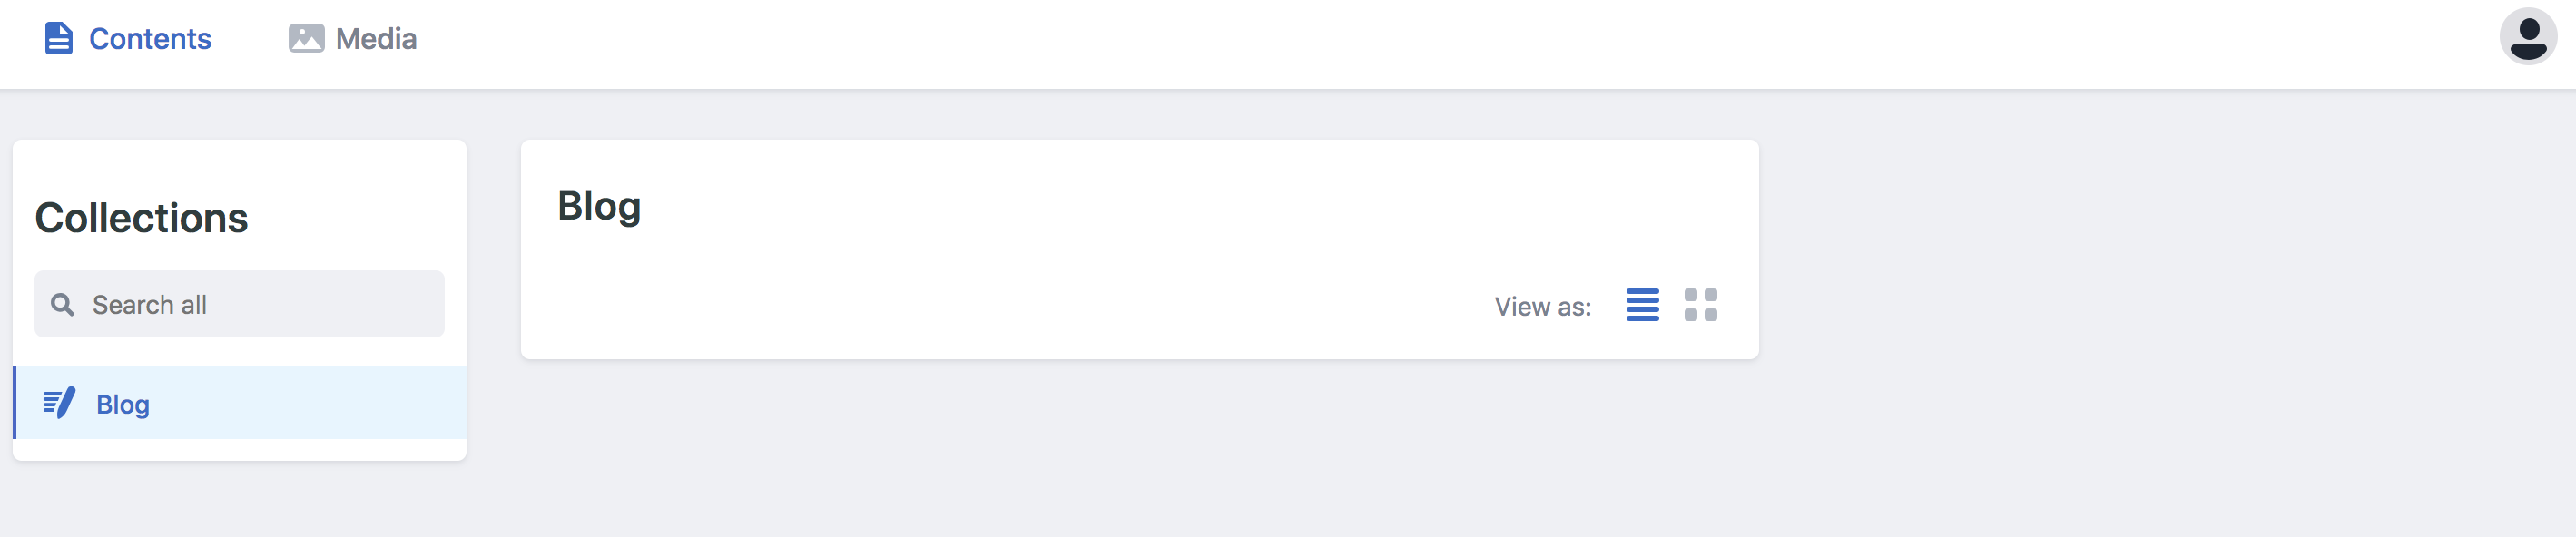 Contents
Media
Collections
Search all
Blog
Blog
View as: